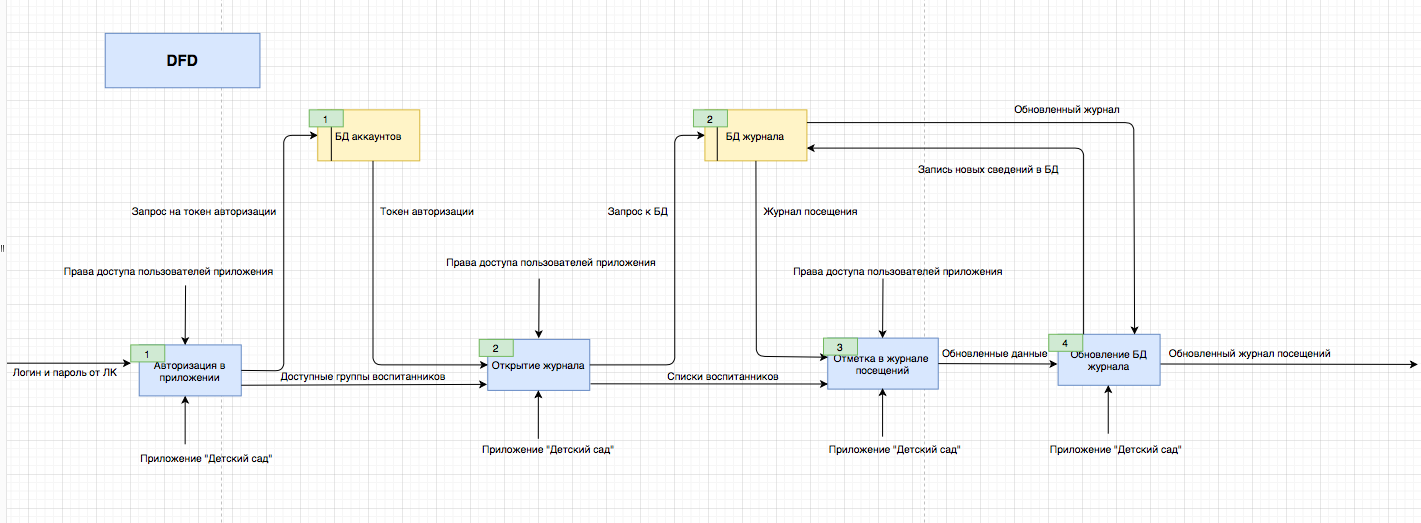 DFD
Обновленный журнал
1
БД аккаунтов
2
БД журнала
Запись новых сведений в БД
Запрос на токен авторизации
Токен авторизации
Запрос к БД
Журнал посещения
"
Права доступа пользователей приложения
Права доступа пользователей приложения
Права доступа пользователей приложения
1
Авторизация в
приложении
2
Открытие журнала
3
Отметка в журнале
посещений
4
Обновление БД
журнала
Логин и пароль от ЛК
Доступные группы воспитанников
Списки воспитанников
Обновленные данные
Обновленный журнал посещений
Приложение "Детский сад"
Приложение "Детский сад"
Приложение "Детский сад"
Приложение "Детский сад"